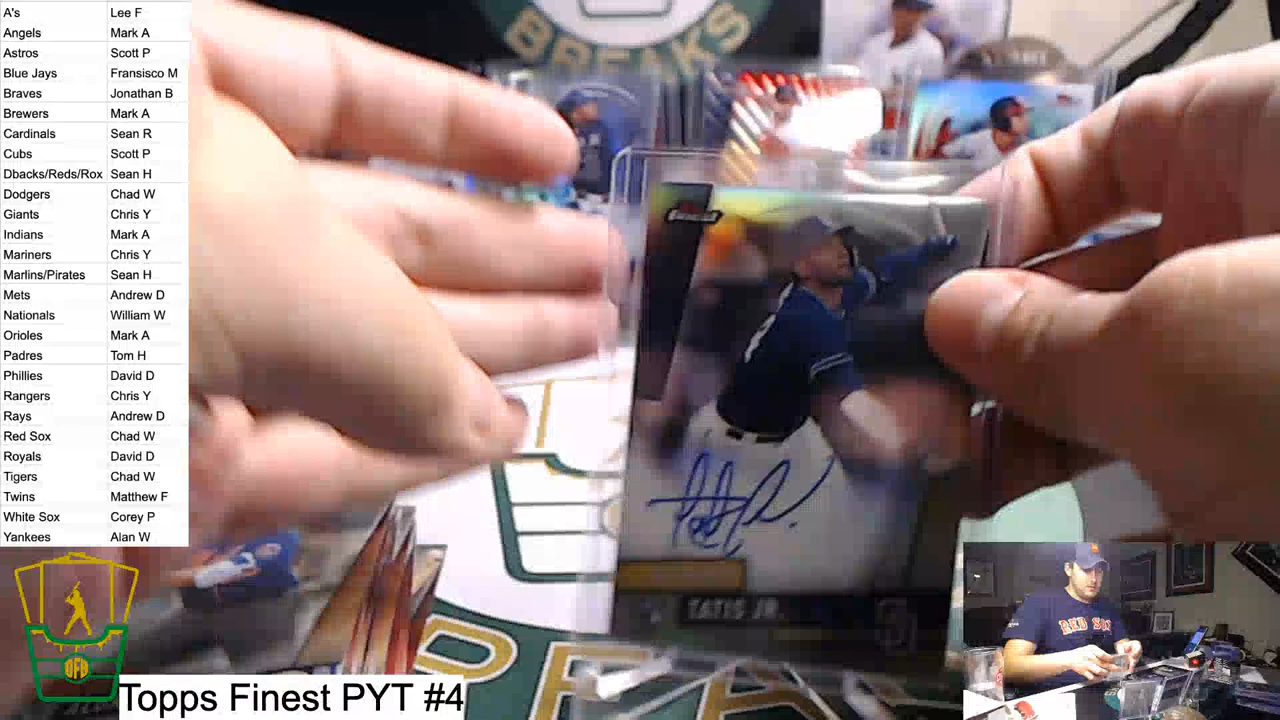 A's Lee F
Angels Mark A
Astros Scott P
Blue Jays Fransisco M
Braves Jonathan B
Brewers Mark A
Cardinals Sean R
Cubs Scott P
Dbacks/Reds/Rox Sean H
Dodgers Chad W
Giants Chris Y
Indians Mark A
Mariners Chris Y
Marlins/Pirates Sean H
Mets Andrew D
Nationals William W
Orioles Mark A
Padres Tom H
Phillies David D
Rangers Chris Y
Rays Andrew D
Red Sox Chad W
Royals David D
Tigers Chad W
Twins Matthew F
White Sox Corey P
Yankees Alan W
BREAKS
Finest
TATIS JR.
SD
RED SOX
Topps Finest PYT #4